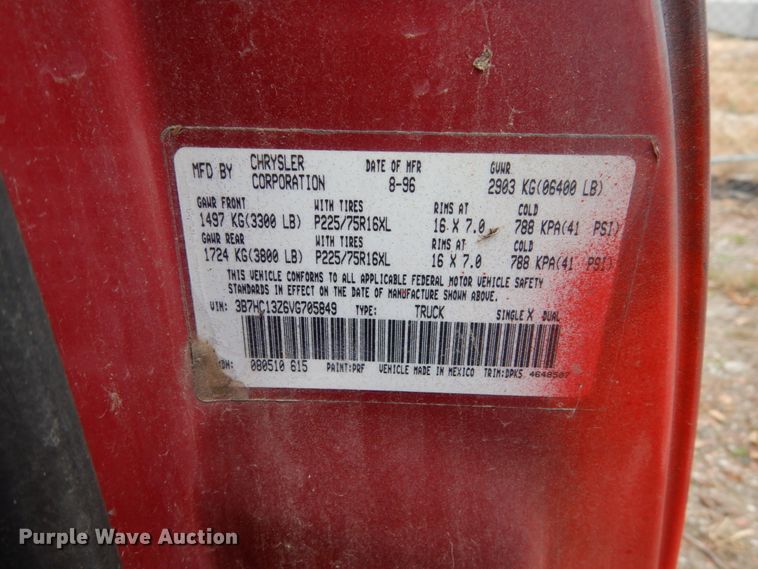 MFD BY CHRYSLER CORPORATION DATE OF MFR 8-96 GVWR 2903 KG(06400 LB)
GAWR FRONT WITH TIRES RIMS AT COLD
1497 KG(3300 LB) P225/75R16XL 16 X 7.0 788 KPA(41 PSI)
GAWR REAR WITH TIRES RIMS AT COLD
1724 KG(3800 LB) P225/75R16XL 16 X 7.0 788 KPA(41 PSI)
THIS VEHICLE CONFORMS TO ALL APPLICABLE FEDERAL MOTOR VEHICLE SAFETY
STANDARDS IN EFFECT ON THE DATE OF MANUFACTURE SHOWN ABOVE.
VIN: 3B7HC13Z6VG705849 TYPE: TRUCK SINGLE X DUAL
080510 615 PAINT:PRF VEHICLE MADE IN MEXICO TRIM:DPK5 4648507
Purple Wave Auction